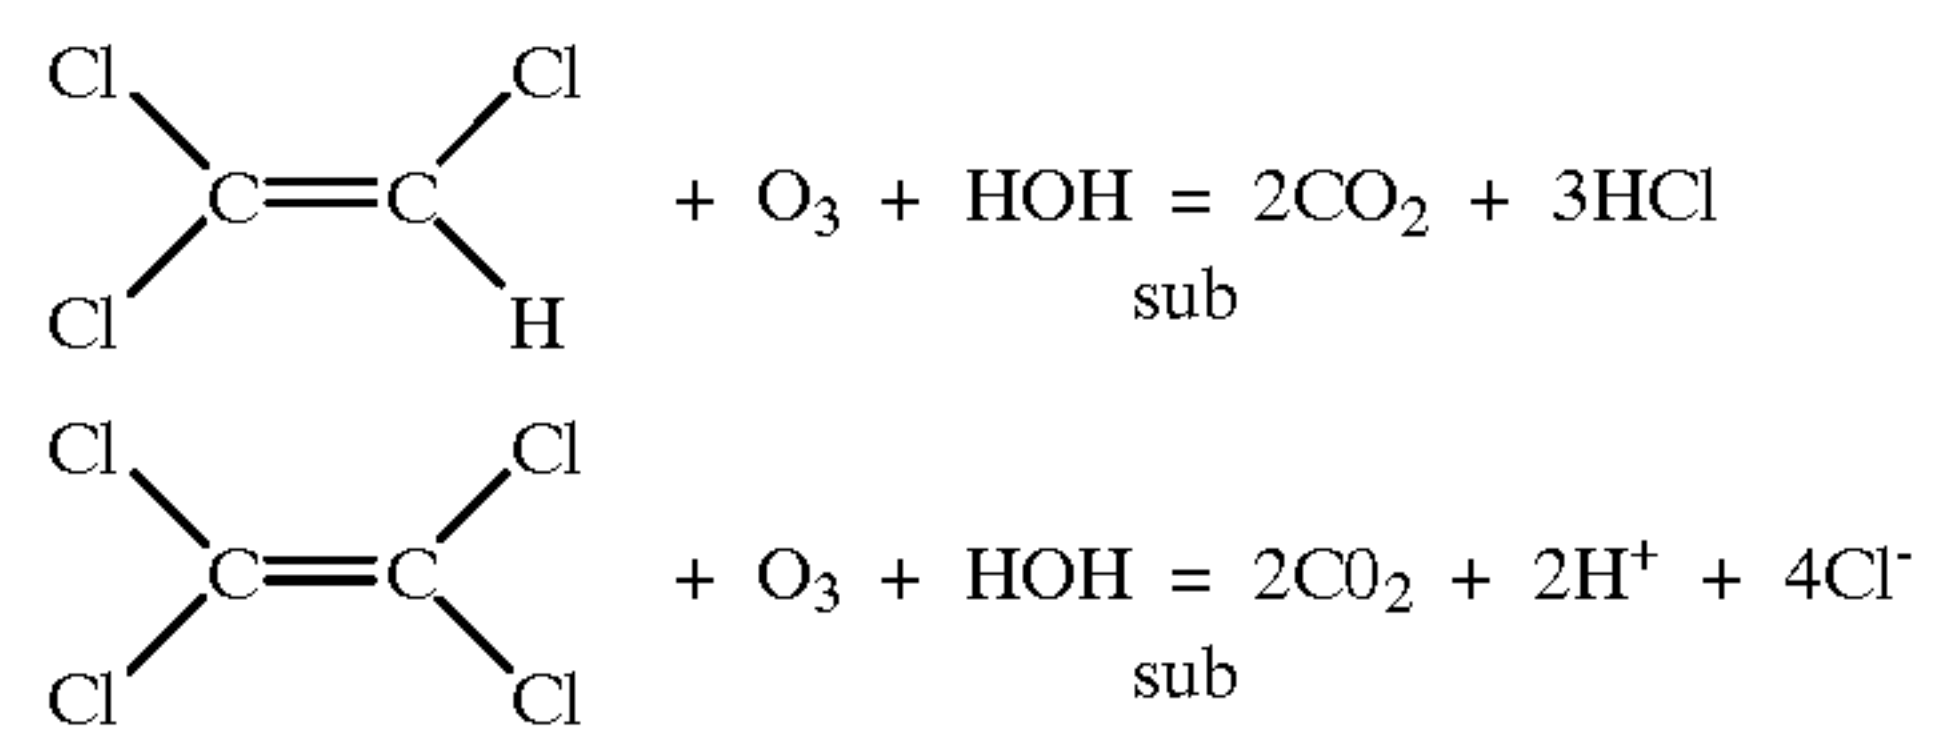 Cl Cl
C C + O3 + HOH = 2CO2 + 3HCl
sub
Cl H
Cl Cl
C C + O3 + HOH = 2C02 + 2H+ + 4Cl-
sub
Cl Cl